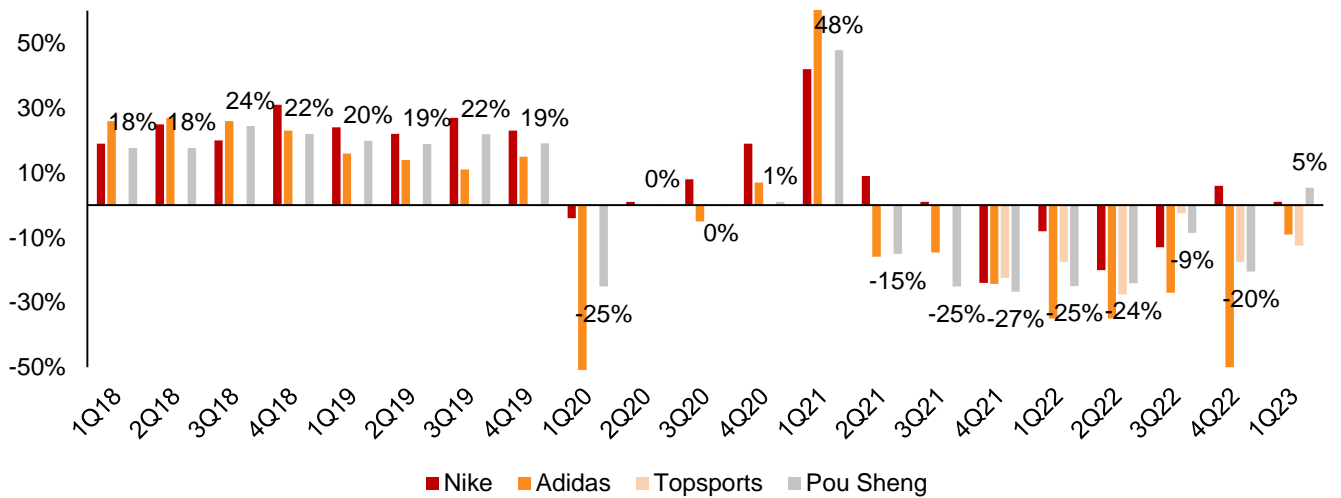 50%
30%
10%
-10%
-30%
-50%
18%
18%
24%
22%
20%
19%
22%
19%
-25%
0%
0%
1%
48%
-15%
-25%
-27%
-25%
-24%
-9%
-20%
5%
1Q18
2Q18
3Q18
4Q18
1Q19
2Q19
3Q19
4Q19
1Q20
2Q20
3Q20
4Q20
1Q21
2Q21
3Q21
4Q21
1Q22
2Q22
3Q22
4Q22
1Q23
Nike Adidas Topsports Pou Sheng